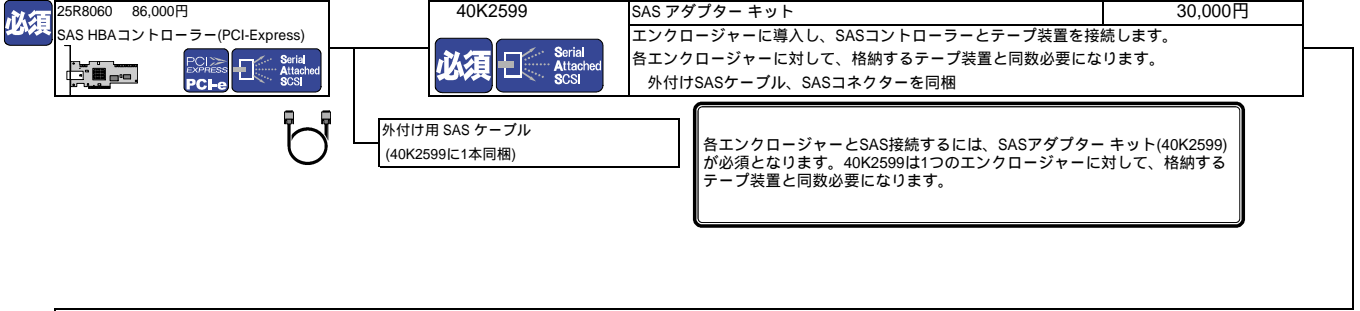 必須
25R8060 86,000円
SAS HBAコントローラー(PCI-Express)
PCI
EXPRESS
PCI-e
Serial
Attached
SCSI
40K2599
SAS アダプター キット
30,000円
必須
Serial
Attached
SCSI
エンクロージャーに導入し、SASコントローラーとテープ装置を接続します。
各エンクロージャーに対して、格納するテープ装置と同数必要になります。
外付けSASケーブル、SASコネクターを同梱
外付け用 SAS ケーブル
(40K2599に1本同梱)
各エンクロージャーとSAS接続するには、SASアダプター キット(40K2599)
が必須となります。40K2599は1つのエンクロージャーに対して、格納する
テープ装置と同数必要になります。